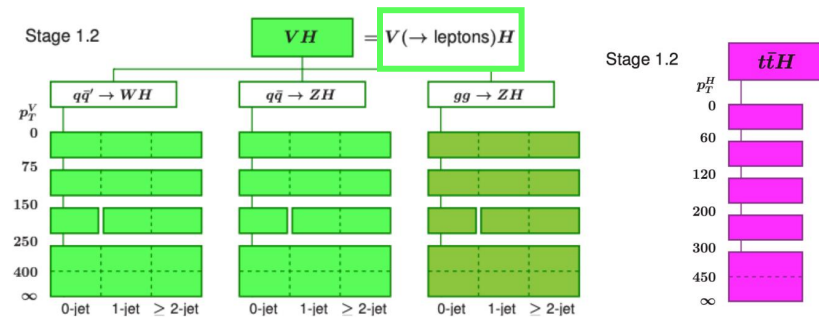 Stage 1.2
VH = V(→ leptons)H
qq̄′ → WH
qq̄ → ZH
gg → ZH
p_T^V
0
75
150
250
400
∞
0-jet 1-jet ≥ 2-jet
0-jet 1-jet ≥ 2-jet
0-jet 1-jet ≥ 2-jet
Stage 1.2
tt̄H
p_T^H
0
60
120
200
300
450
∞